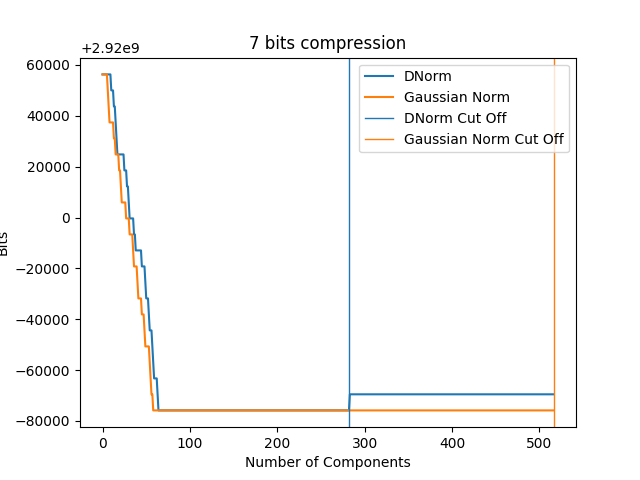 7 bits compression
+2.92e9
60000
40000
20000
0
−20000
−40000
−60000
−80000
Bits
DNorm
Gaussian Norm
DNorm Cut Off
Gaussian Norm Cut Off
0 100 200 300 400 500
Number of Components